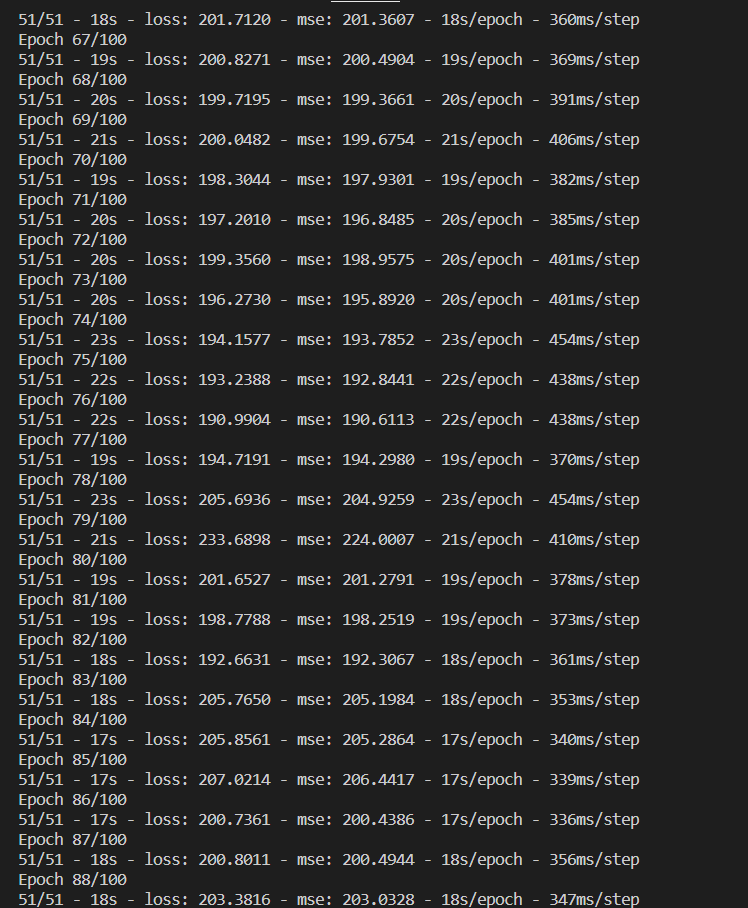 51/51 - 18s - loss: 201.7120 - mse: 201.3607 - 18s/epoch - 360ms/step
Epoch 67/100
51/51 - 19s - loss: 200.8271 - mse: 200.4904 - 19s/epoch - 369ms/step
Epoch 68/100
51/51 - 20s - loss: 199.7195 - mse: 199.3661 - 20s/epoch - 391ms/step
Epoch 69/100
51/51 - 21s - loss: 200.0482 - mse: 199.6754 - 21s/epoch - 406ms/step
Epoch 70/100
51/51 - 19s - loss: 198.3044 - mse: 197.9301 - 19s/epoch - 382ms/step
Epoch 71/100
51/51 - 20s - loss: 197.2010 - mse: 196.8485 - 20s/epoch - 385ms/step
Epoch 72/100
51/51 - 20s - loss: 199.3560 - mse: 198.9575 - 20s/epoch - 401ms/step
Epoch 73/100
51/51 - 20s - loss: 196.2730 - mse: 195.8920 - 20s/epoch - 401ms/step
Epoch 74/100
51/51 - 23s - loss: 194.1577 - mse: 193.7852 - 23s/epoch - 454ms/step
Epoch 75/100
51/51 - 22s - loss: 193.2388 - mse: 192.8441 - 22s/epoch - 438ms/step
Epoch 76/100
51/51 - 22s - loss: 190.9904 - mse: 190.6113 - 22s/epoch - 438ms/step
Epoch 77/100
51/51 - 19s - loss: 194.7191 - mse: 194.2980 - 19s/epoch - 370ms/step
Epoch 78/100
51/51 - 23s - loss: 205.6936 - mse: 204.9259 - 23s/epoch - 454ms/step
Epoch 79/100
51/51 - 21s - loss: 233.6898 - mse: 224.0007 - 21s/epoch - 410ms/step
Epoch 80/100
51/51 - 19s - loss: 201.6527 - mse: 201.2791 - 19s/epoch - 378ms/step
Epoch 81/100
51/51 - 19s - loss: 198.7788 - mse: 198.2519 - 19s/epoch - 373ms/step
Epoch 82/100
51/51 - 18s - loss: 192.6631 - mse: 192.3067 - 18s/epoch - 361ms/step
Epoch 83/100
51/51 - 18s - loss: 205.7650 - mse: 205.1984 - 18s/epoch - 353ms/step
Epoch 84/100
51/51 - 17s - loss: 205.8561 - mse: 205.2864 - 17s/epoch - 340ms/step
Epoch 85/100
51/51 - 17s - loss: 207.0214 - mse: 206.4417 - 17s/epoch - 339ms/step
Epoch 86/100
51/51 - 17s - loss: 200.7361 - mse: 200.4386 - 17s/epoch - 336ms/step
Epoch 87/100
51/51 - 18s - loss: 200.8011 - mse: 200.4944 - 18s/epoch - 356ms/step
Epoch 88/100
51/51 - 18s - loss: 203.3816 - mse: 203.0328 - 18s/epoch - 347ms/step